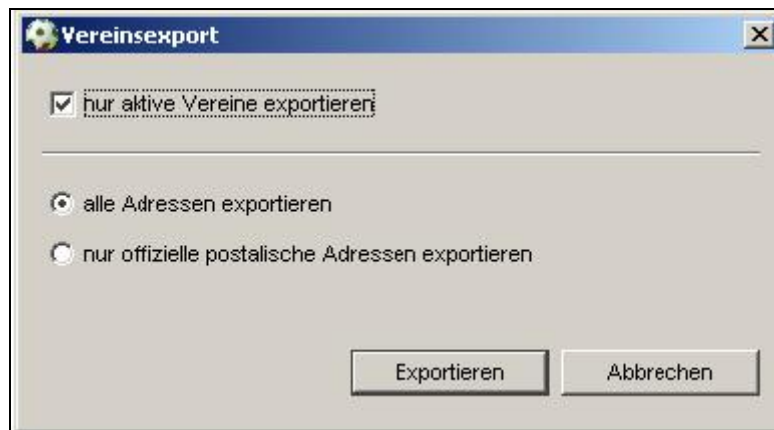 Vereinsexport
nur aktive Vereine exportieren
alle Adressen exportieren
nur offizielle postalische Adressen exportieren
Exportieren
Abbrechen